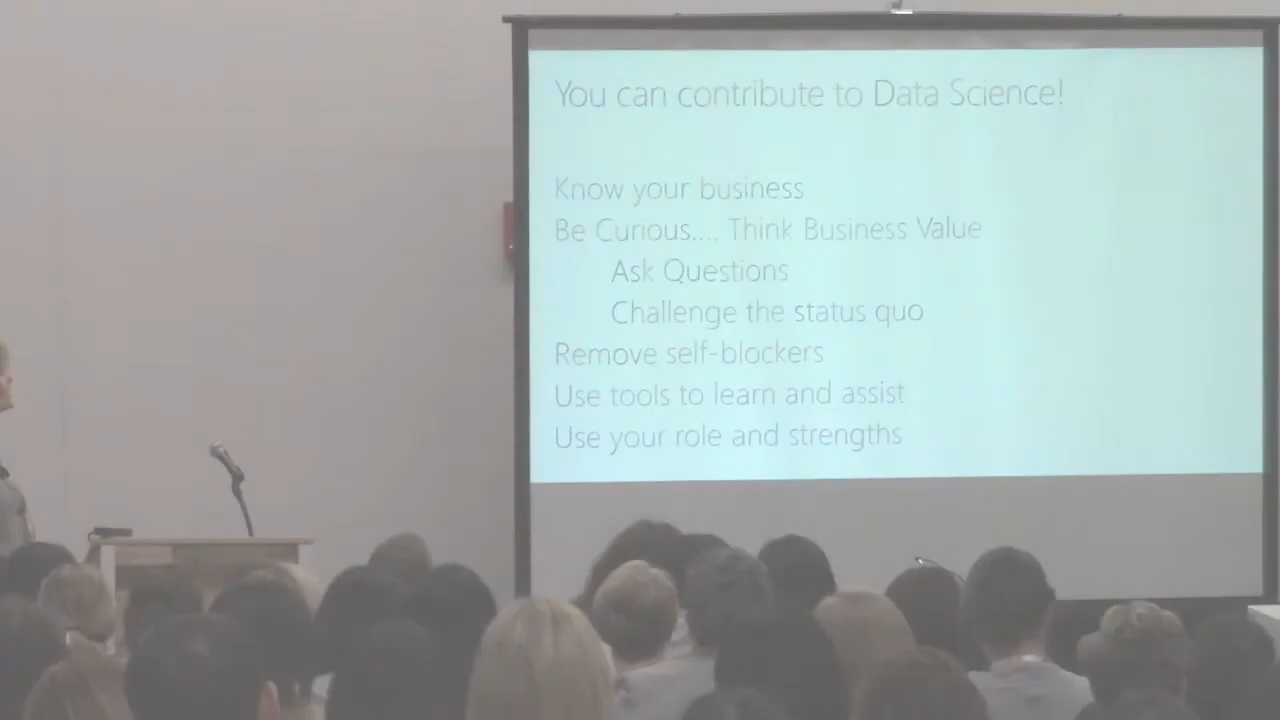 You can contribute to Data Science!
Know your business
Be Curious.... Think Business Value
Ask Questions
Challenge the status quo
Remove self-blockers
Use tools to learn and assist
Use your role and strengths